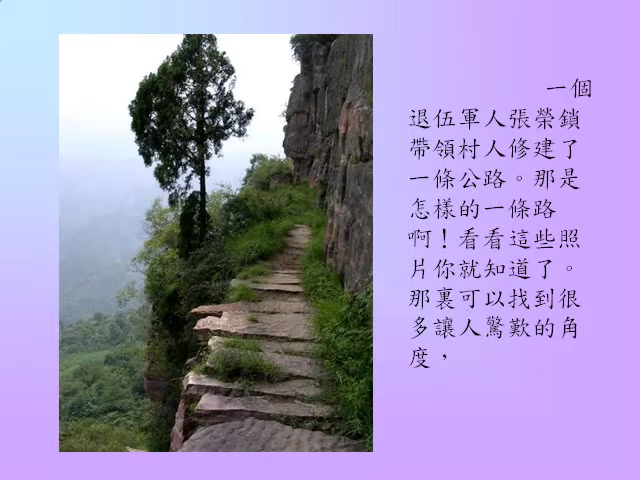 一個
退伍軍人張榮鎖
帶領村人修建了
一條公路。那是
怎樣的一條路
啊！看看這些照
片你就知道了。
那裏可以找到很
多讓人驚歎的角
度，